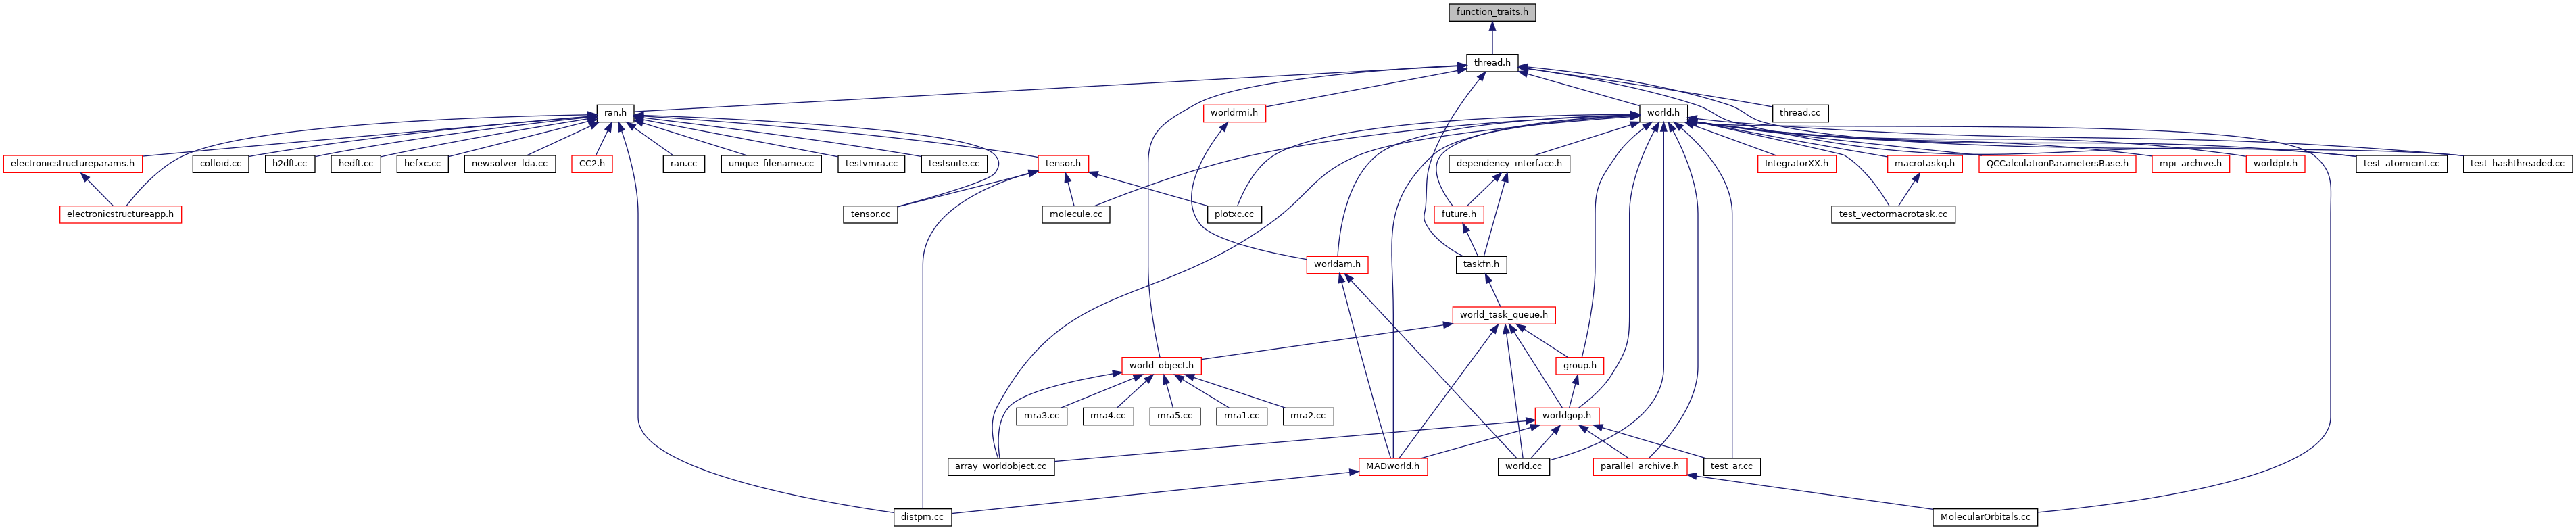 function_traits.h
thread.h
ran.h
worldrmi.h
world.h
thread.cc
electronicstructureparams.h
colloid.cc
h2dft.cc
hedft.cc
hefxc.cc
newsolver_lda.cc
CC2.h
ran.cc
unique_filename.cc
testvmra.cc
testsuite.cc
tensor.h
dependency_interface.h
IntegratorXX.h
macrotaskq.h
QCCalculationParametersBase.h
mpi_archive.h
worldptr.h
test_atomicint.cc
test_hashthreaded.cc
electronicstructureapp.h
tensor.cc
molecule.cc
plotxc.cc
future.h
test_vectormacrotask.cc
worldam.h
taskfn.h
world_task_queue.h
world_object.h
group.h
mra3.cc
mra4.cc
mra5.cc
mra1.cc
mra2.cc
worldgop.h
array_worldobject.cc
MADworld.h
world.cc
parallel_archive.h
test_ar.cc
distpm.cc
MolecularOrbitals.cc